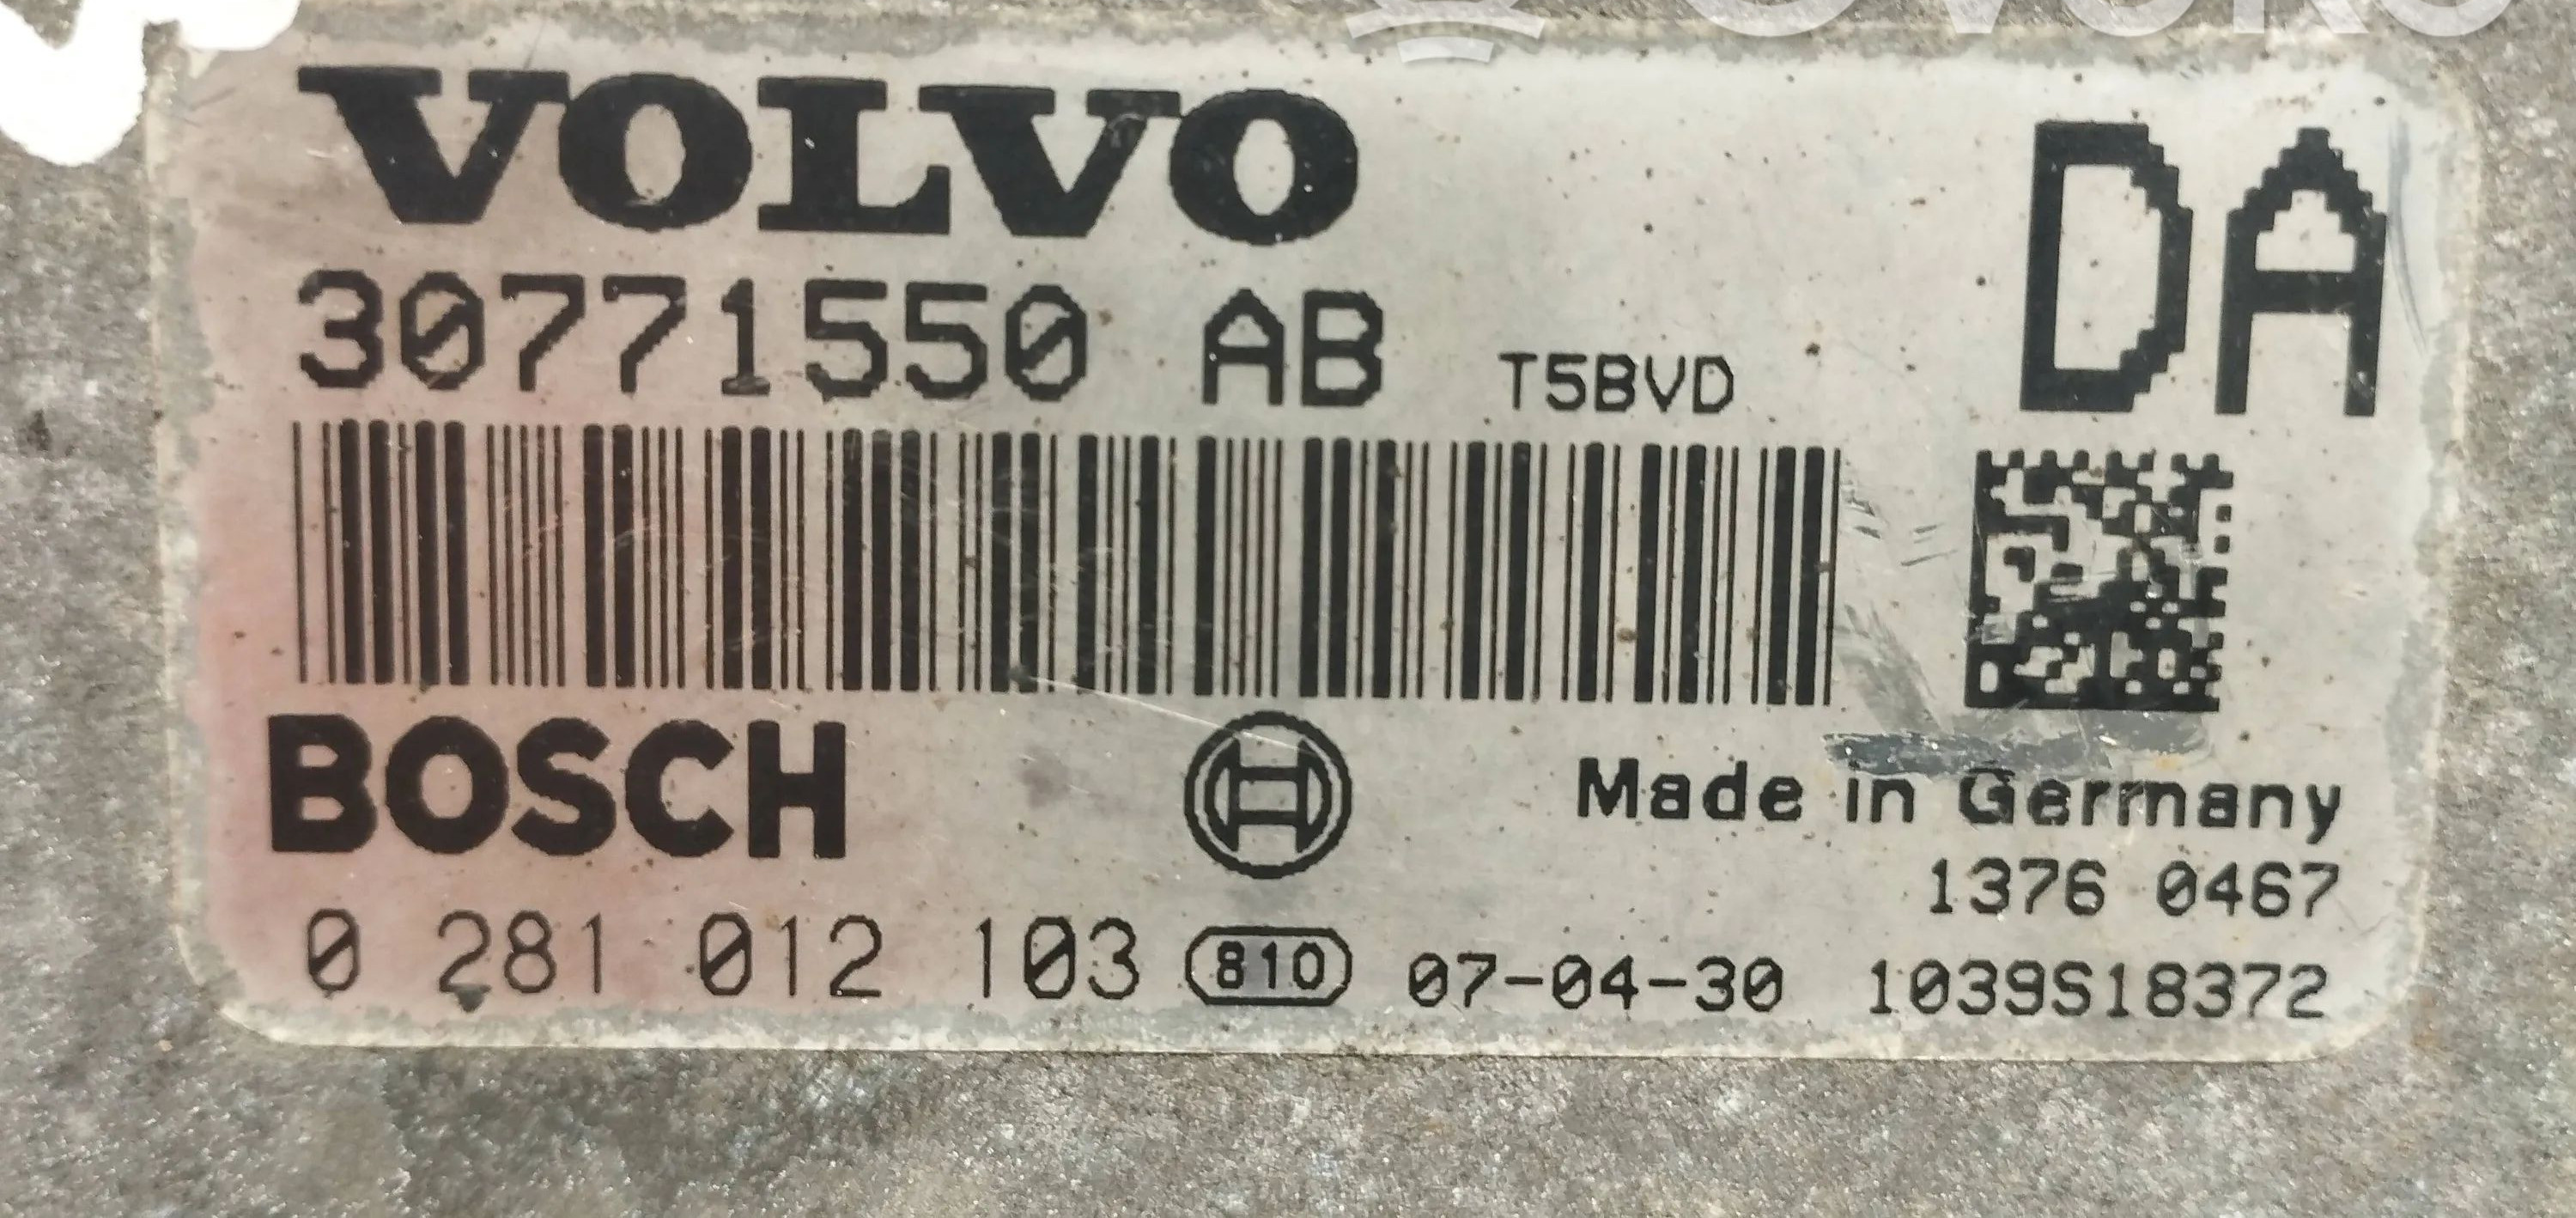 VOLVO
DA
30771550 AB T5BVD
BOSCH
Made in Germany
1376 0467
0 281 012 103 810 07-04-30 1039S18372